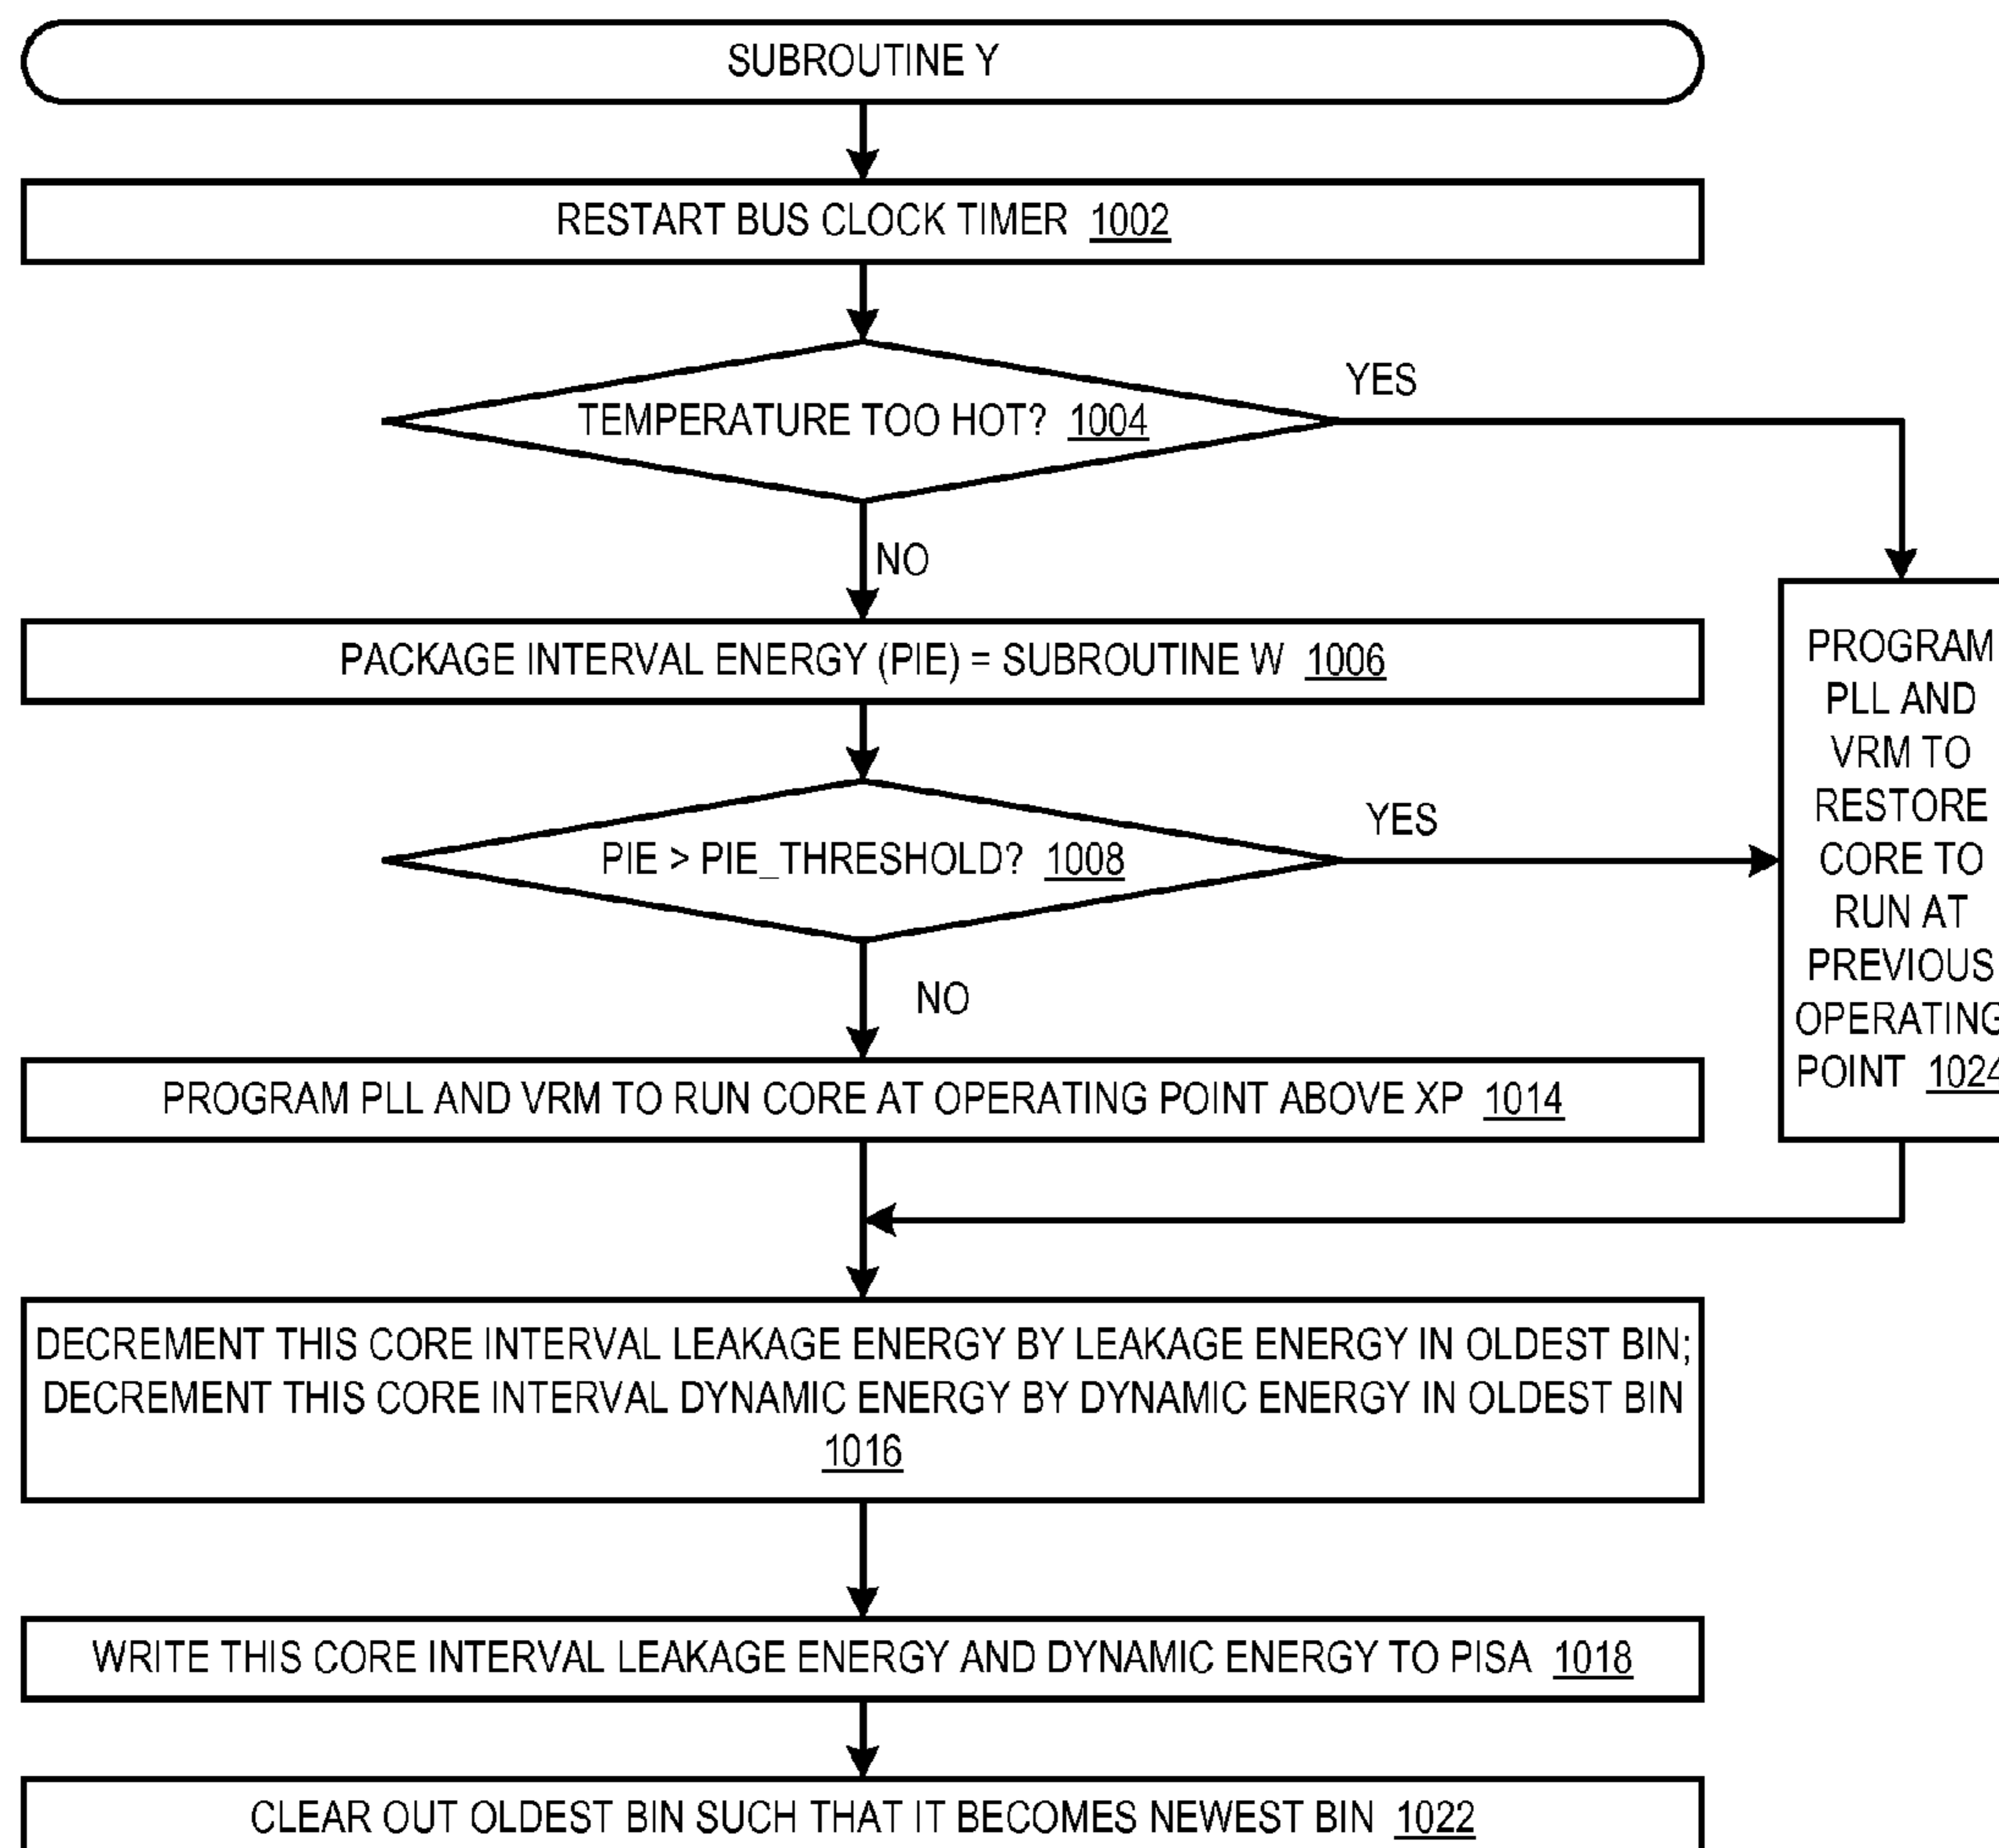 SUBROUTINE Y
RESTART BUS CLOCK TIMER 1002
YES
TEMPERATURE TOO HOT? 1004
NO
PACKAGE INTERVAL ENERGY (PIE) = SUBROUTINE W 1006
YES
PIE > PIE_THRESHOLD? 1008
NO
PROGRAM
PLL AND
VRM TO
RESTORE
CORE TO
RUN AT
PREVIOUS
OPERATING
POINT 1024
PROGRAM PLL AND VRM TO RUN CORE AT OPERATING POINT ABOVE XP 1014
DECREMENT THIS CORE INTERVAL LEAKAGE ENERGY BY LEAKAGE ENERGY IN OLDEST BIN;
DECREMENT THIS CORE INTERVAL DYNAMIC ENERGY BY DYNAMIC ENERGY IN OLDEST BIN
1016
WRITE THIS CORE INTERVAL LEAKAGE ENERGY AND DYNAMIC ENERGY TO PISA 1018
CLEAR OUT OLDEST BIN SUCH THAT IT BECOMES NEWEST BIN 1022